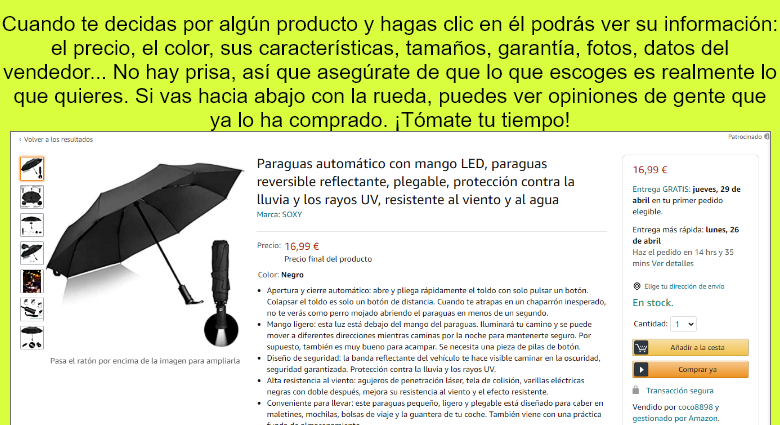 Cuando te decidas por algún producto y hagas clic en él podrás ver su información:
el precio, el color, sus características, tamaños, garantía, fotos, datos del
vendedor... No hay prisa, así que asegúrate de que lo que escoges es realmente lo
que quieres. Si vas hacia abajo con la rueda, puedes ver opiniones de gente que
ya lo ha comprado. ¡Tómate tu tiempo!
‹ Volver a los resultados
Patrocinado
Paraguas automático con mango LED, paraguas
reversible reflectante, plegable, protección contra la
lluvia y los rayos UV, resistente al viento y al agua
Marca: SOXY
Precio: 16,99 €
Precio final del producto
Color: Negro
• Apertura y cierre automático: abre y pliega rápidamente el toldo con solo pulsar un botón.
Colapsar el toldo es solo un botón de distancia. Cuando te atrapas en un chaparrón inesperado,
no te verás como perro mojado abriendo el paraguas en menos de un segundo.
• Mango ligero: esta luz está debajo del mango del paraguas. Iluminará tu camino y se puede
mover a diferentes direcciones mientras caminas por la noche para mantenerte seguro. Por
supuesto, también es muy bueno para acampar. Se necesita una pieza de pilas de botón.
• Diseño de seguridad: la banda reflectante del vehículo te hace visible caminar en la oscuridad,
seguridad garantizada. Protección contra la lluvia y los rayos UV.
• Alta resistencia al viento: agujeros de penetración láser, tela de colisión, varillas eléctricas
negras con doble después, mejora su resistencia al viento y el efecto resistente.
• Conveniente para llevar: este paraguas pequeño, ligero y plegable está diseñado para caber en
maletines, mochilas, bolsas de viaje y la guantera de tu coche. También viene con una práctica
Pasa el ratón por encima de la imagen para ampliarla
16,99 €
Entrega GRATIS: jueves, 29 de
abril en tu primer pedido
elegible.
Entrega más rápida: lunes, 26
de abril
Haz el pedido en 14 hrs y 35
mins Ver detalles
Elige tu dirección de envío
En stock.
Cantidad: 1
Añadir a la cesta
Comprar ya
Transacción segura
Vendido por coco8898 y
gestionado por Amazon.